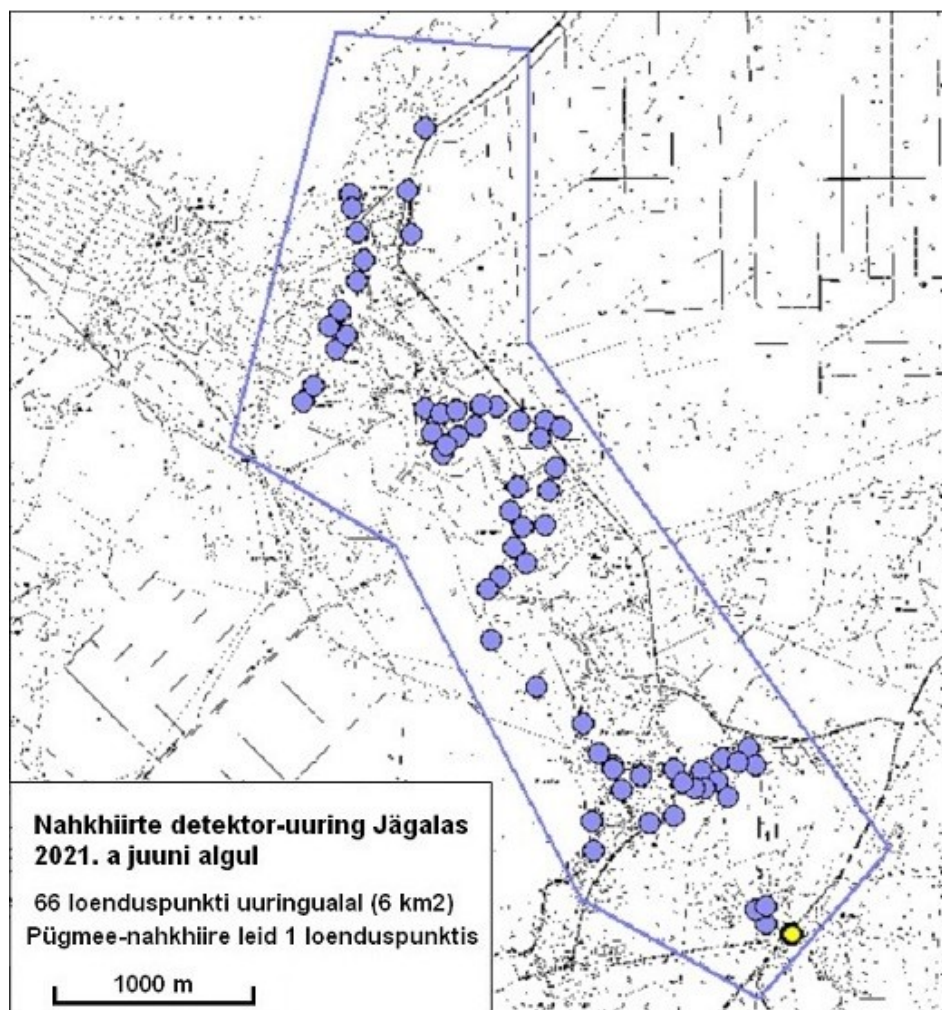 Nahkhiirte detektor-uuring Jägalas
2021. a juuni algul
66 loenduspunkti uuringualal (6 km2)
Pügmee-nahkhiire leid 1 loenduspunktis
1000 m